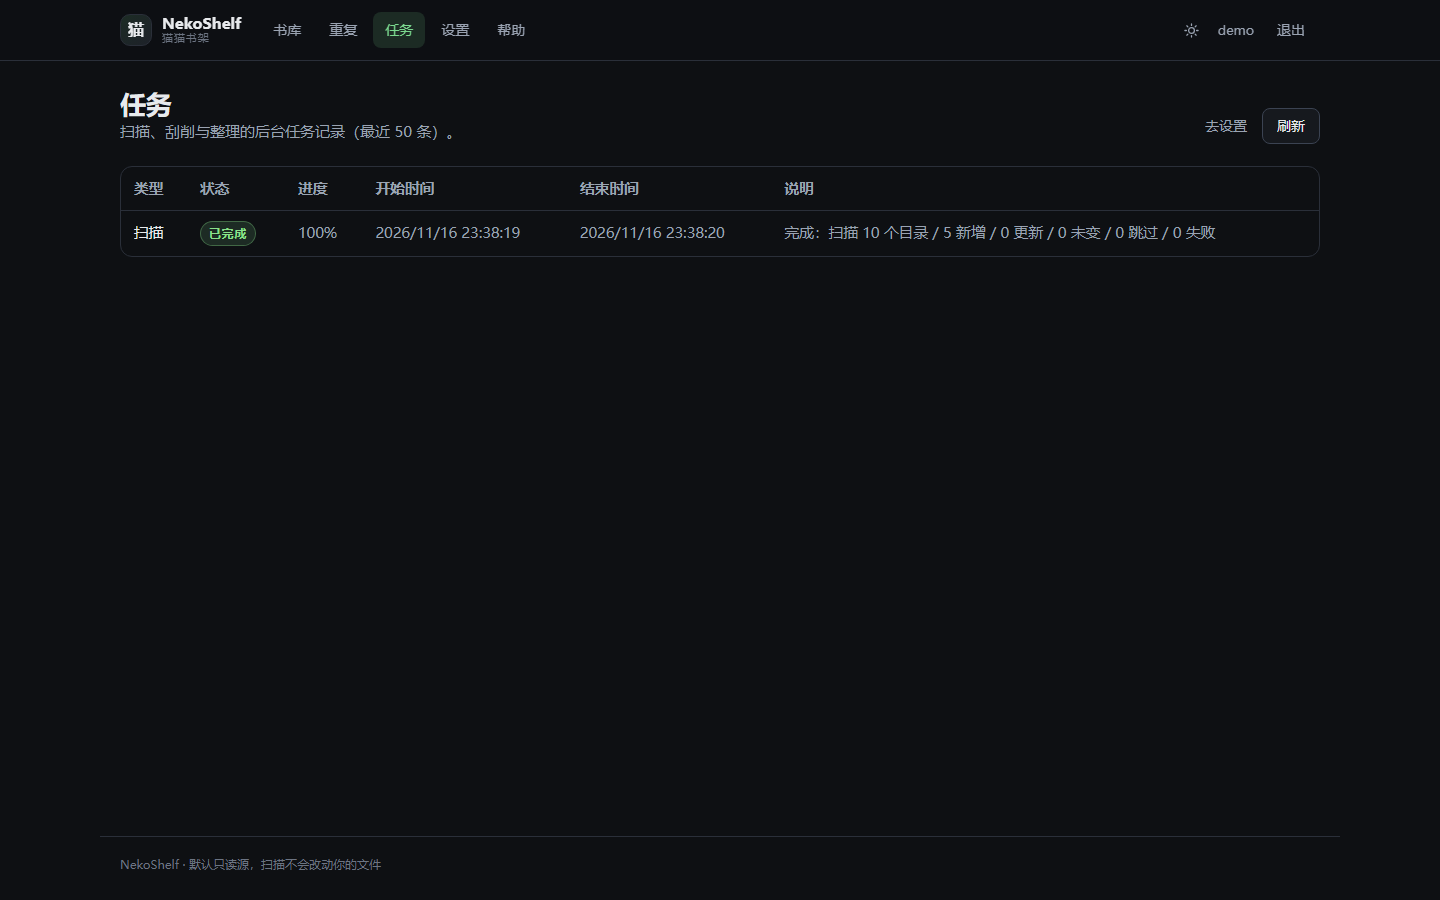 猫 NekoShelf
猫猫书架
书库 重复 任务 设置 帮助
demo 退出
任务
扫描、刮削与整理的后台任务记录（最近 50 条）。
去设置 刷新
类型 状态 进度 开始时间 结束时间 说明
扫描 已完成 100% 2026/11/16 23:38:19 2026/11/16 23:38:20 完成：扫描 10 个目录 / 5 新增 / 0 更新 / 0 未变 / 0 跳过 / 0 失败
NekoShelf · 默认只读源，扫描不会改动你的文件